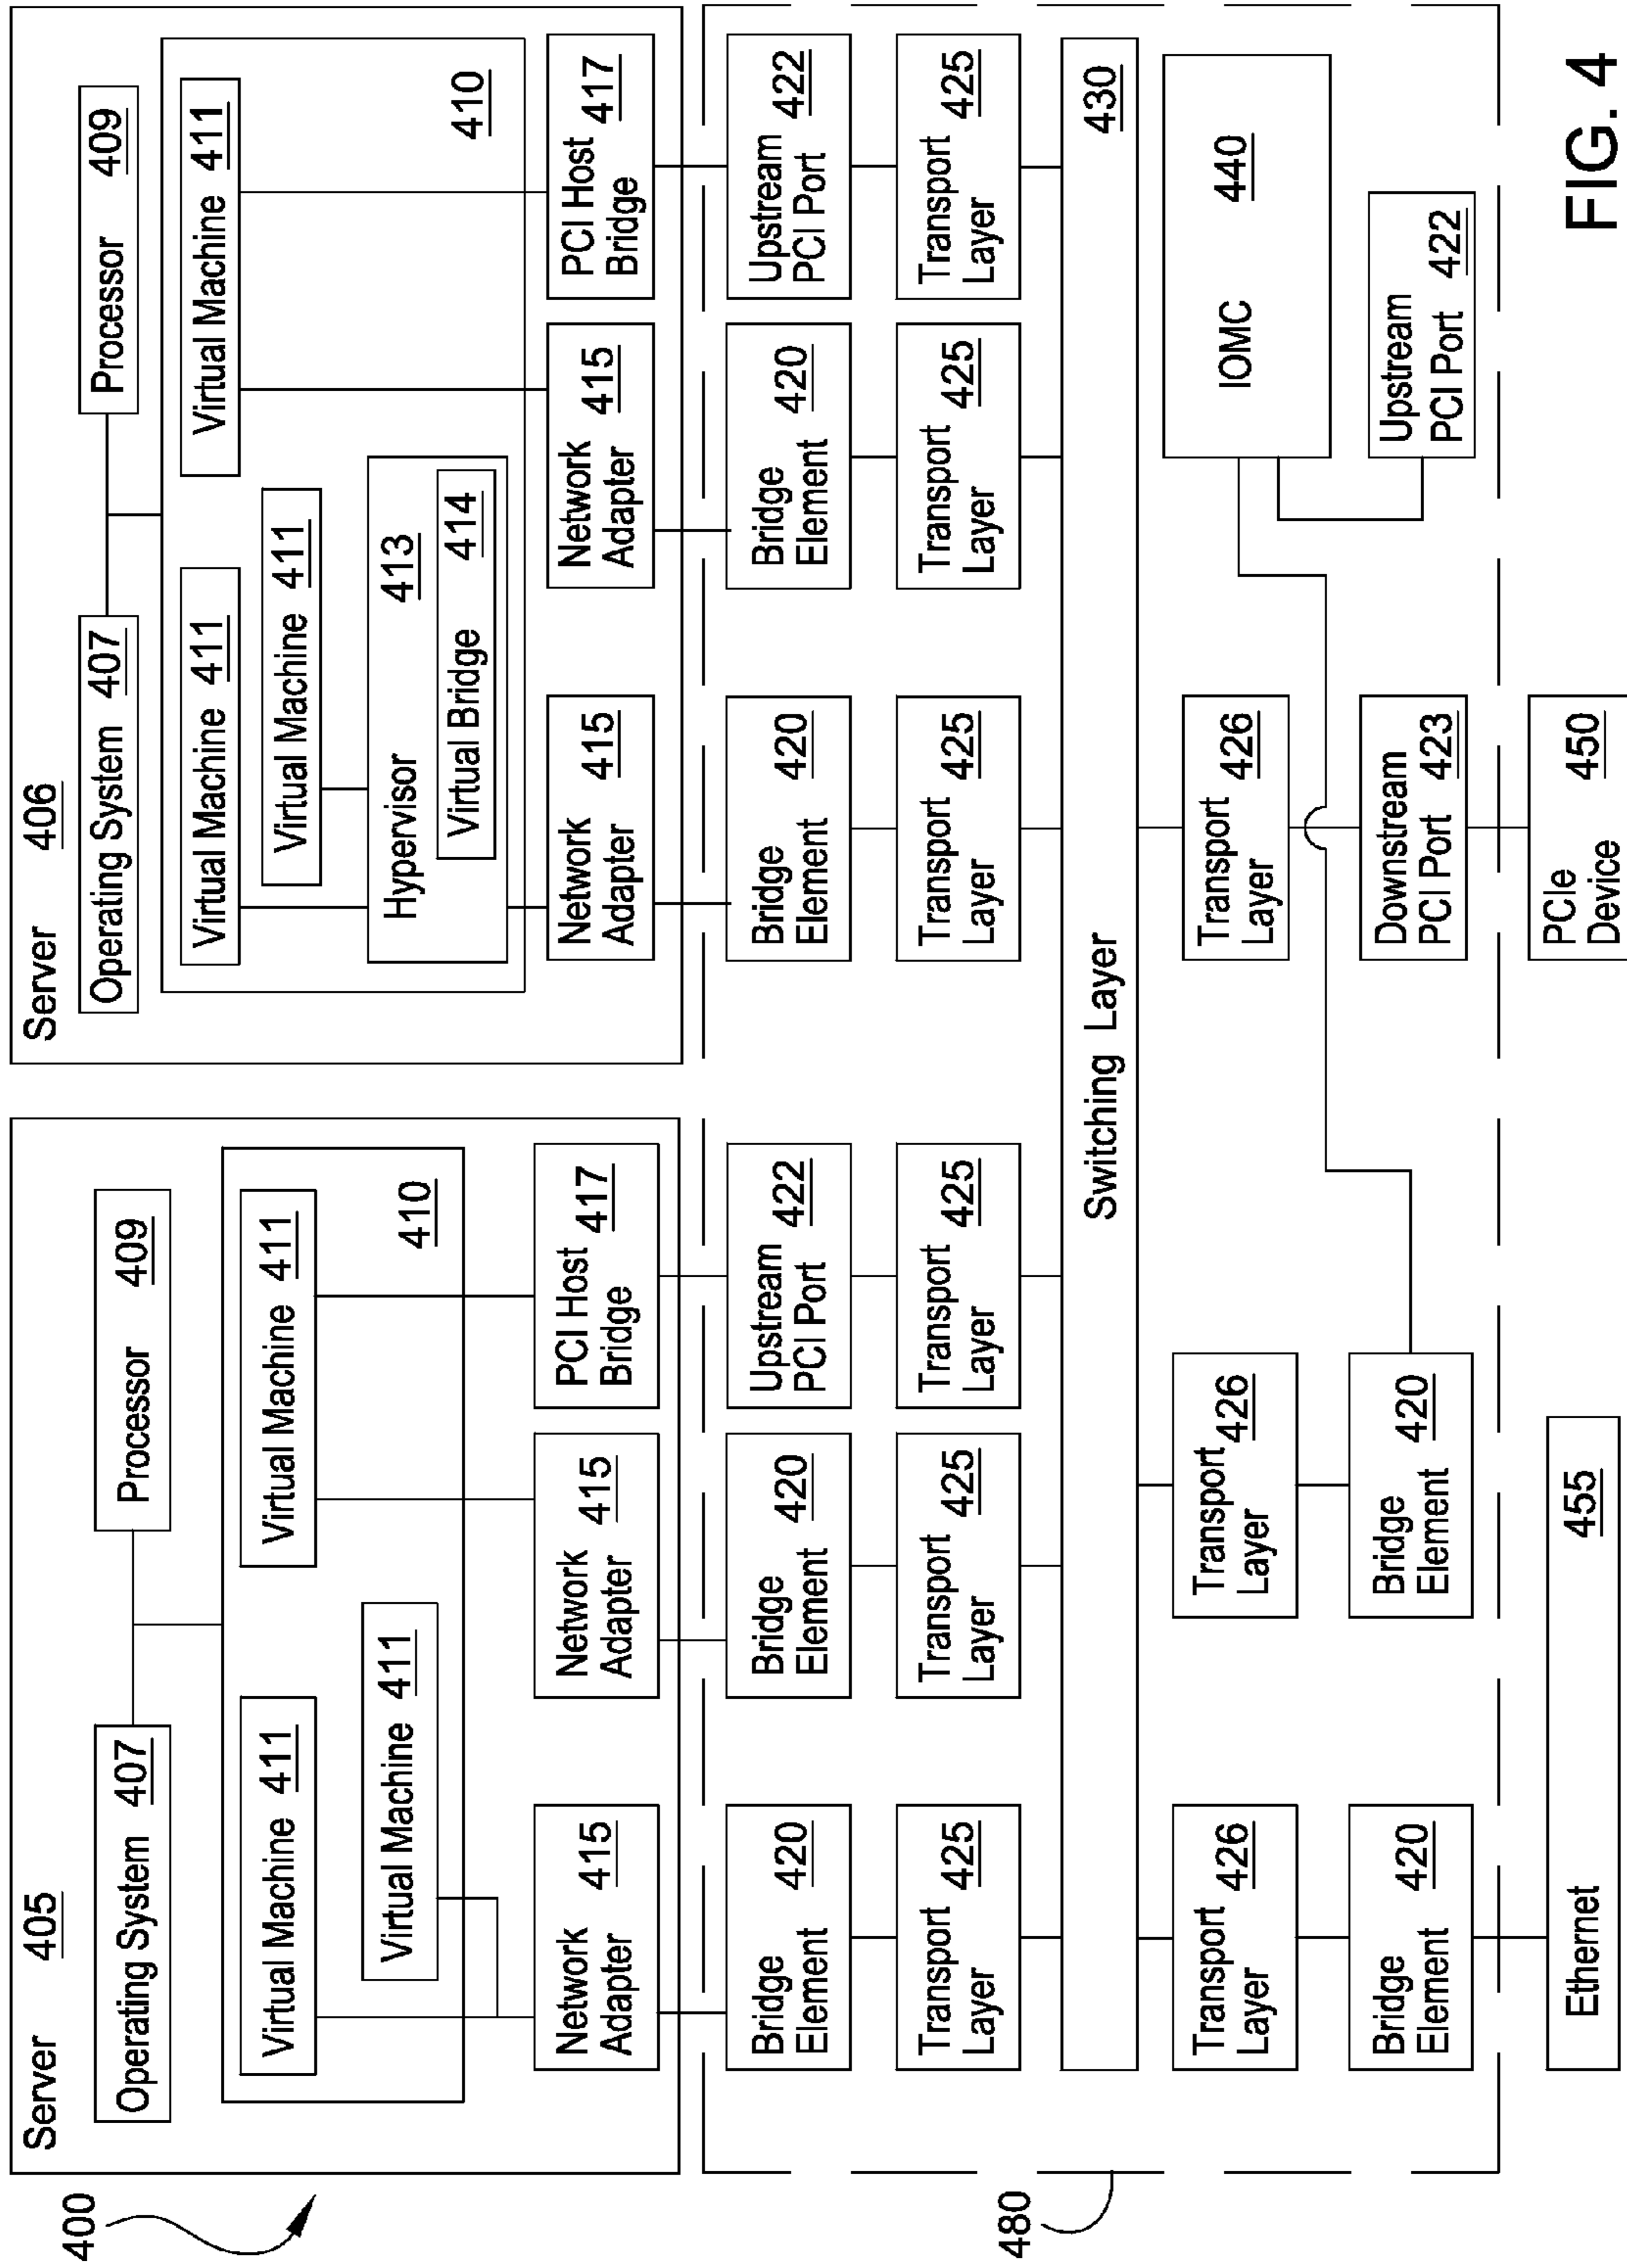 400
Server 405
Operating System 407
Processor 409
Virtual Machine 411
Virtual Machine 411
Virtual Machine 411
410
Network
Adapter 415
Network
Adapter 415
PCI Host
Bridge 417
Server 406
Operating System 407
Processor 409
Virtual Machine 411
Virtual Machine 411
Virtual Machine 411
Hypervisor 413
Virtual Bridge 414
410
Network
Adapter 415
Network
Adapter 415
PCI Host
Bridge 417
480
Bridge
Element 420
Bridge
Element 420
Upstream
PCI Port 422
Bridge
Element 420
Bridge
Element 420
Upstream
PCI Port 422
Transport
Layer 425
Transport
Layer 425
Transport
Layer 425
Transport
Layer 425
Transport
Layer 425
Transport
Layer 425
Switching Layer 430
Transport
Layer 426
Transport
Layer 426
Transport
Layer 426
IOMC 440
Bridge
Element 420
Bridge
Element 420
Downstream
PCI Port 423
Upstream
PCI Port 422
Ethernet 455
PCIe
Device 450
FIG. 4